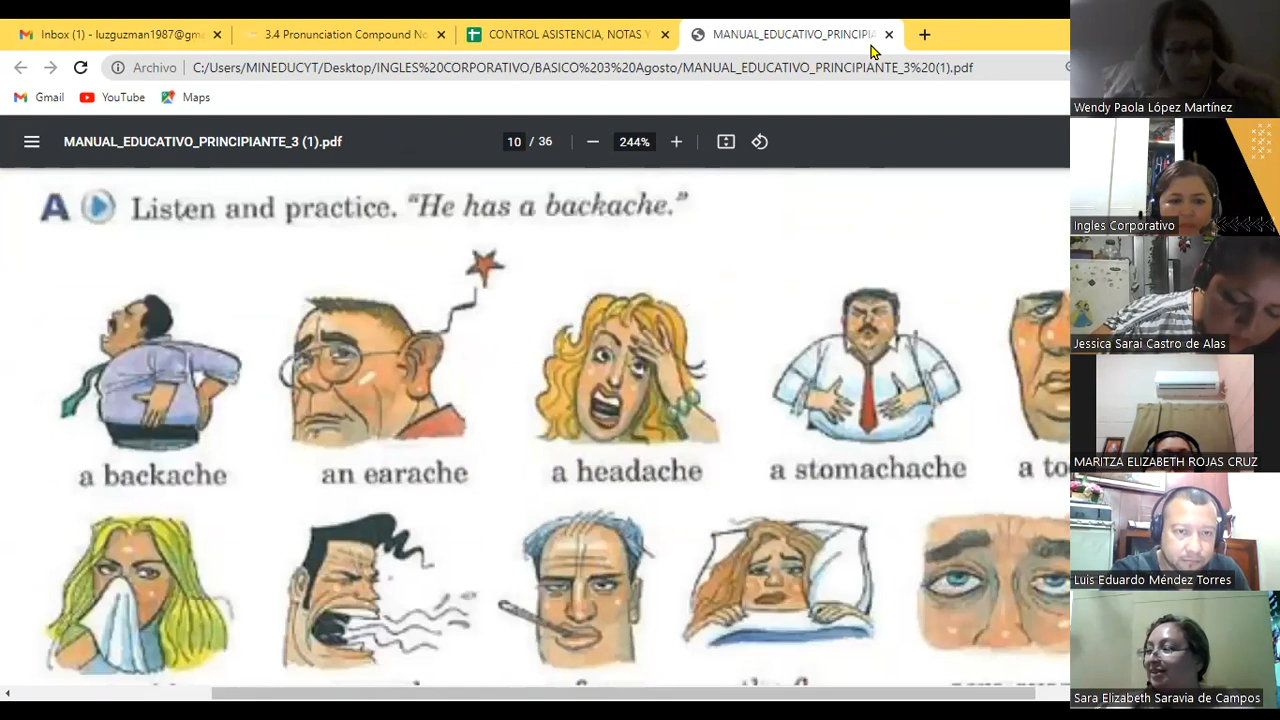 Inbox (1) - luzguzman1987@gm
3.4 Pronunciation Compound No
CONTROL ASISTENCIA, NOTAS Y
MANUAL_EDUCATIVO_PRINCIPIA
Archivo
C:/Users/MINEDUCYT/Desktop/INGLES%20CORPORATIVO/BASICO%203%20Agosto/MANUAL_EDUCATIVO_PRINCIPIANTE_3%20(1).pdf
Gmail
YouTube
Maps
MANUAL_EDUCATIVO_PRINCIPIANTE_3 (1).pdf
10 / 36
244%
A Listen and practice. "He has a backache."
a backache
an earache
a headache
a stomachache
a to
Wendy Paola López Martínez
Ingles Corporativo
Jessica Sarai Castro de Alas
MARITZA ELIZABETH ROJAS CRUZ
Luis Eduardo Méndez Torres
Sara Elizabeth Saravia de Campos